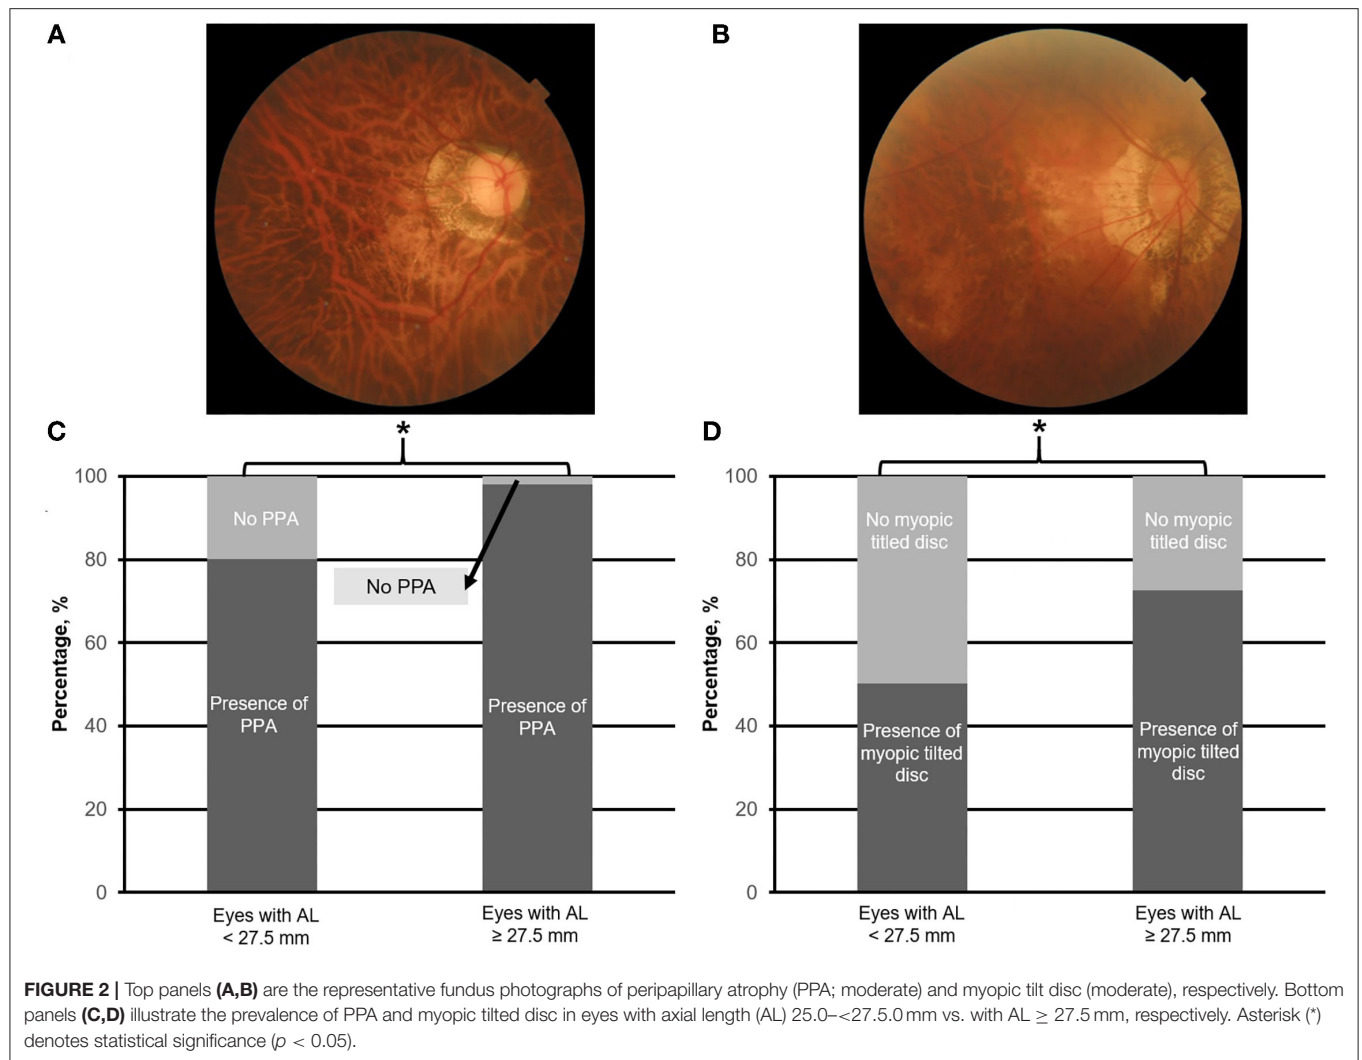 A
B
C
*
100
80
60
40
20
0
Percentage, %
No PPA
Presence of
PPA
No PPA
Presence of
PPA
Eyes with AL
< 27.5 mm
Eyes with AL
≥ 27.5 mm
D
*
100
80
60
40
20
0
Percentage, %
No myopic
titled disc
Presence of
myopic tilted
disc
No myopic
titled disc
Presence of
myopic tilted
disc
Eyes with AL
< 27.5 mm
Eyes with AL
≥ 27.5 mm
FIGURE 2 | Top panels (A,B) are the representative fundus photographs of peripapillary atrophy (PPA; moderate) and myopic tilt disc (moderate), respectively. Bottom
panels (C,D) illustrate the prevalence of PPA and myopic tilted disc in eyes with axial length (AL) 25.0–<27.5.0 mm vs. with AL ≥ 27.5 mm, respectively. Asterisk (*)
denotes statistical significance (p < 0.05).